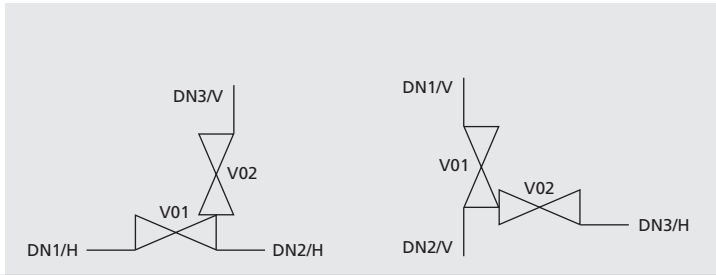 DN3/V
V02
V01
DN1/H
DN2/H
DN1/V
V01
V02
DN3/H
DN2/V